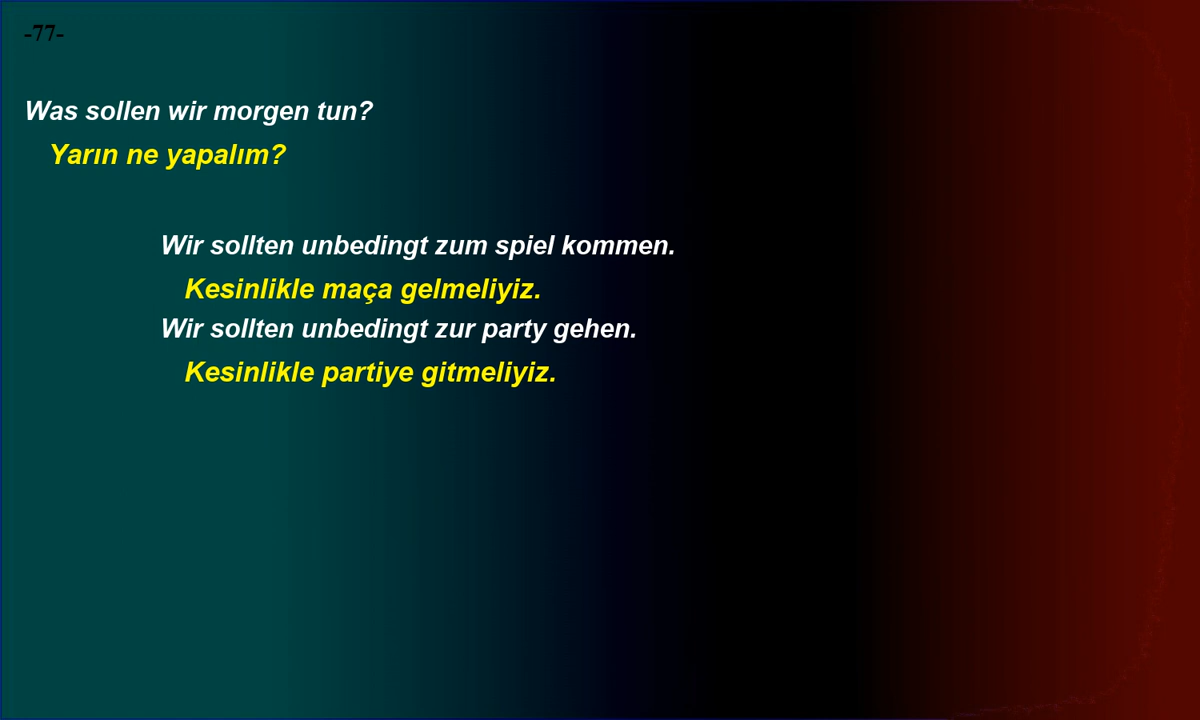 -77-
Was sollen wir morgen tun?
Yarın ne yapalım?
Wir sollten unbedingt zum spiel kommen.
Kesinlikle maça gelmeliyiz.
Wir sollten unbedingt zur party gehen.
Kesinlikle partiye gitmeliyiz.